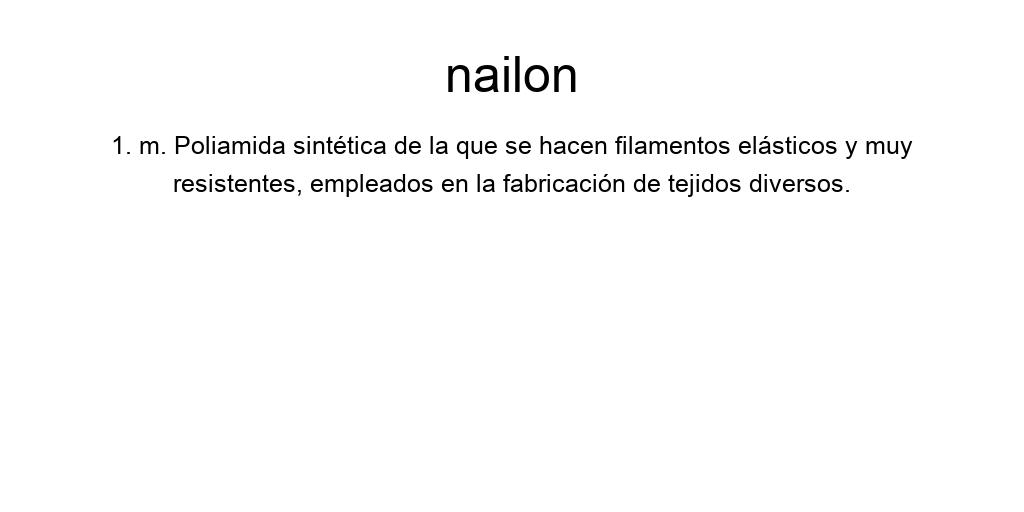 nailon
1. m. Poliamida sintética de la que se hacen filamentos elásticos y muy
resistentes, empleados en la fabricación de tejidos diversos.